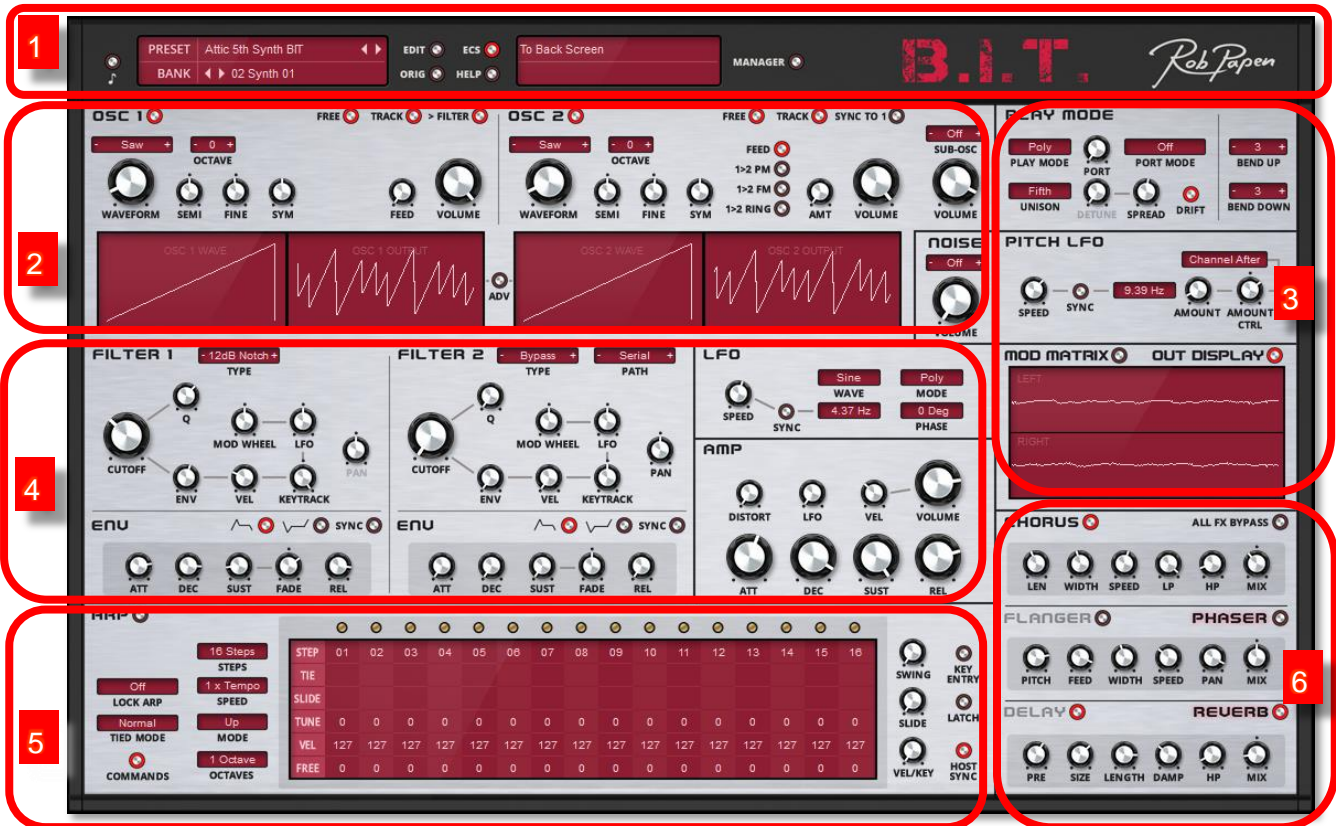 1
PRESET Attic 5th Synth BIT
BANK 02 Synth 01
EDIT ECS
ORIG HELP
To Back Screen
MANAGER
B.I.T.
Rob Papen
2
OSC 1 FREE TRACK > FILTER
- Saw + - 0 +
OCTAVE
WAVEFORM SEMI FINE SYM FEED VOLUME
OSC 1 WAVE OSC 1 OUTPUT
ADV
OSC 2 FREE TRACK SYNC TO 1
- Saw + - 0 +
OCTAVE
FEED
1>2 PM
1>2 FM
1>2 RING
WAVEFORM SEMI FINE SYM AMT VOLUME
OSC 2 WAVE OSC 2 OUTPUT
- Off +
SUB-OSC
VOLUME
NOISE
- Off +
VOLUME
3
PLAY MODE
Poly Off - 3 +
PLAY MODE PORT PORT MODE BEND UP
Fifth - 3 +
UNISON DETUNE SPREAD DRIFT BEND DOWN
PITCH LFO
Channel After
9.39 Hz
SPEED SYNC AMOUNT AMOUNT
CTRL
MOD MATRIX OUT DISPLAY
LEFT
RIGHT
4
FILTER 1 - 12dB Notch +
TYPE
Q
MOD WHEEL LFO
CUTOFF PAN
ENV VEL KEYTRACK
ENV SYNC
ATT DEC SUST FADE REL
FILTER 2 - Bypass + - Serial +
TYPE PATH
Q
MOD WHEEL LFO
CUTOFF PAN
ENV VEL KEYTRACK
ENV SYNC
ATT DEC SUST FADE REL
LFO
Sine Poly
WAVE MODE
SPEED 4.37 Hz 0 Deg
SYNC PHASE
AMP
DISTORT LFO VEL VOLUME
ATT DEC SUST REL
5
ARP
16 Steps
STEPS
Off 1 x Tempo
LOCK ARP SPEED
Normal Up
TIED MODE MODE
1 Octave
COMMANDS OCTAVES
STEP 01 02 03 04 05 06 07 08 09 10 11 12 13 14 15 16
TIE
SLIDE
TUNE 0 0 0 0 0 0 0 0 0 0 0 0 0 0 0 0
VEL 127 127 127 127 127 127 127 127 127 127 127 127 127 127 127 127
FREE 0 0 0 0 0 0 0 0 0 0 0 0 0 0 0 0
SWING KEY
ENTRY
SLIDE LATCH
VEL/KEY HOST
SYNC
6
CHORUS ALL FX BYPASS
LEN WIDTH SPEED LP HP MIX
FLANGER PHASER
PITCH FEED WIDTH SPEED PAN MIX
DELAY REVERB
PRE SIZE LENGTH DAMP HP MIX